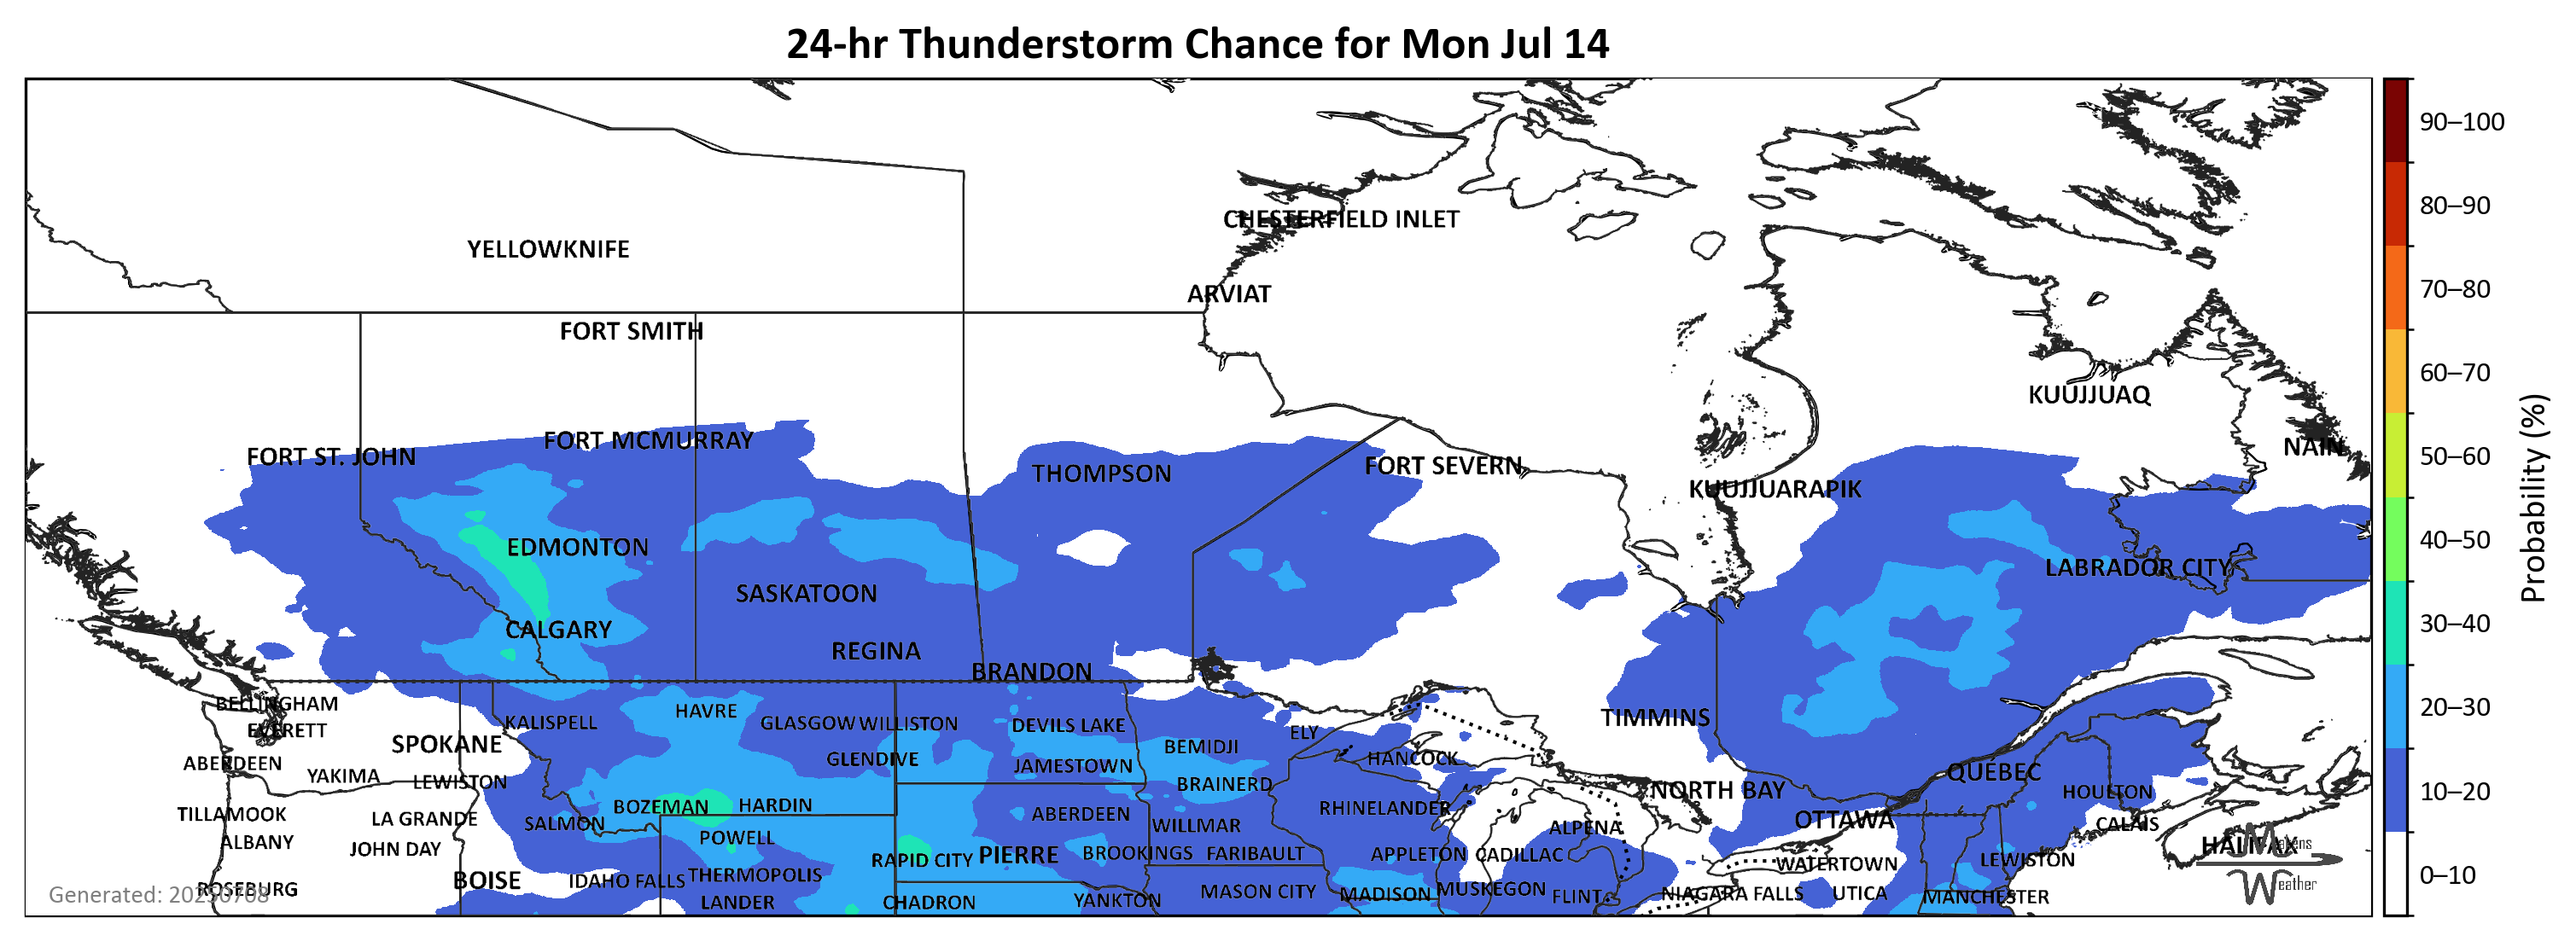 24-hr Thunderstorm Chance for Mon Jul 14
90–100
80–90
CHESTERFIELD INLET
YELLOWKNIFE
70–80
ARVIAT
FORT SMITH
60–70
KUUJJUAQ
FORT MCMURRAY
NAIN
FORT ST. JOHN
50–60
FORT SEVERN
THOMPSON
KUUJJUARAPIK
Probability (%)
40–50
EDMONTON
LABRADOR CITY
SASKATOON
30–40
CALGARY
REGINA
BRANDON
BELLINGHAM
20–30
HAVRE
TIMMINS
KALISPELL
GLASGOW
WILLISTON
DEVILS LAKE
EVERETT
ELY
SPOKANE
BEMIDJI
HANCOCK
GLENDIVE
ABERDEEN
JAMESTOWN
QUÉBEC
YAKIMA
LEWISTON
BRAINERD
NORTH BAY
10–20
HOULTON
BOZEMAN
HARDIN
RHINELANDER
TILLAMOOK
ABERDEEN
LA GRANDE
OTTAWA
SALMON
WILLMAR
CALAIS
ALPENA
POWELL
ALBANY
HALIFAX
Makens
JOHN DAY
BROOKINGS
FARIBAULT
APPLETON
CADILLAC
PIERRE
RAPID CITY
LEWISTON
WATERTOWN
THERMOPOLIS
0–10
BOISE
IDAHO FALLS
Weather
ROSEBURG
MUSKEGON
MASON CITY
MADISON
NIAGARA FALLS
UTICA
Generated: 20250708
FLINT
MANCHESTER
YANKTON
LANDER
CHADRON